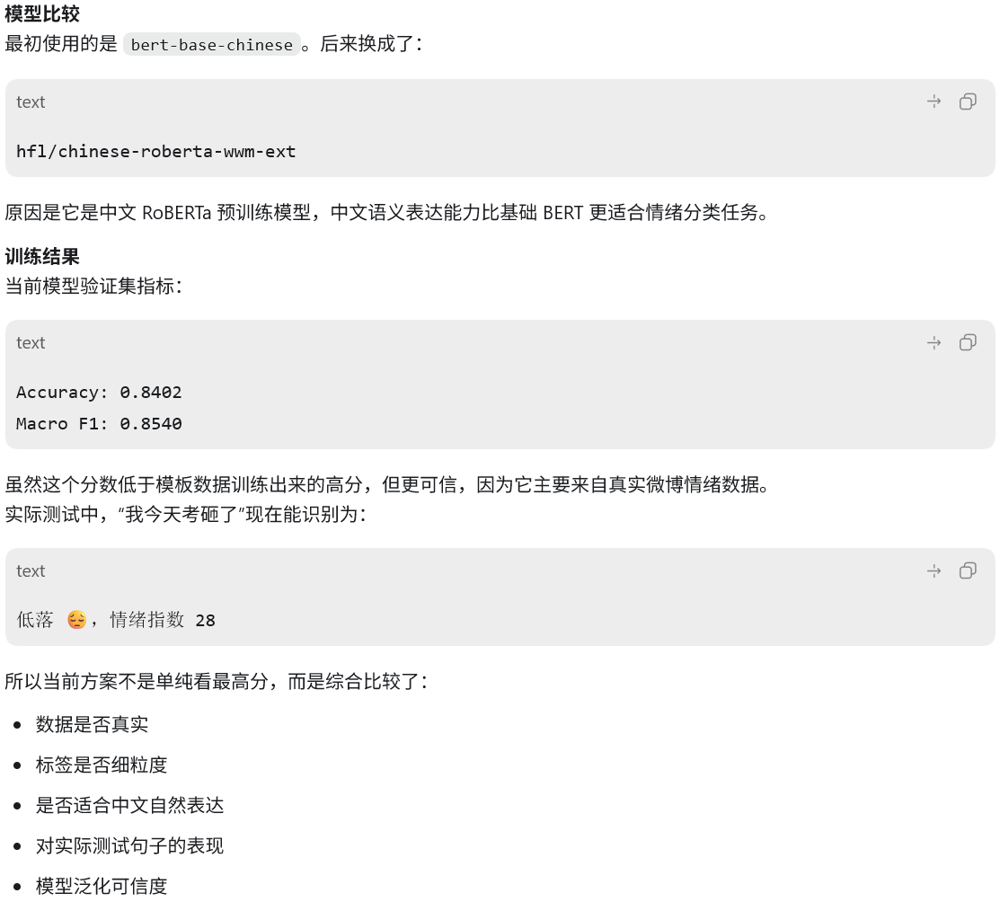 模型比较
最初使用的是 bert-base-chinese 。后来换成了：
text
hfl/chinese-roberta-wwm-ext
原因是它是中文 RoBERTa 预训练模型，中文语义表达能力比基础 BERT 更适合情绪分类任务。
训练结果
当前模型验证集指标：
text
Accuracy: 0.8402
Macro F1: 0.8540
虽然这个分数低于模板数据训练出来的高分，但更可信，因为它主要来自真实微博情绪数据。
实际测试中，“我今天考砸了”现在能识别为：
text
低落 😔，情绪指数 28
所以当前方案不是单纯看最高分，而是综合比较了：
数据是否真实
标签是否细粒度
是否适合中文自然表达
对实际测试句子的表现
模型泛化可信度